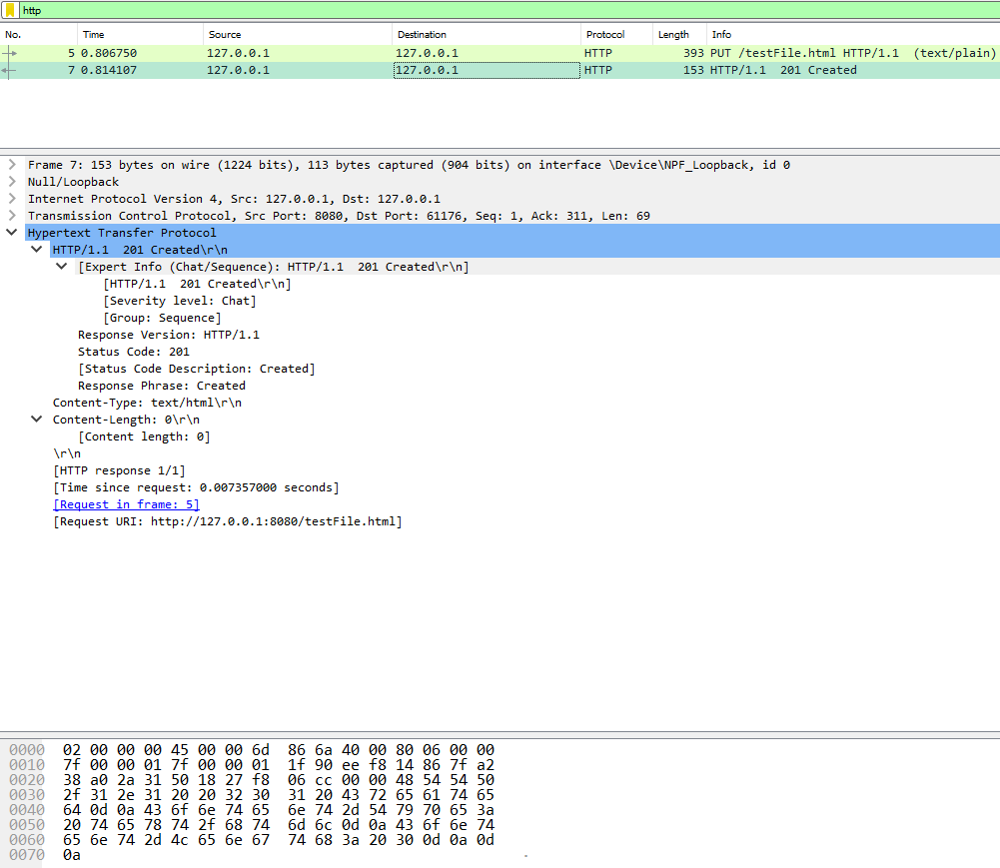 http
No. Time Source Destination Protocol Length Info
5 0.806750 127.0.0.1 127.0.0.1 HTTP 393 PUT /testFile.html HTTP/1.1  (text/plain)
7 0.814107 127.0.0.1 127.0.0.1 HTTP 153 HTTP/1.1  201 Created
Frame 7: 153 bytes on wire (1224 bits), 113 bytes captured (904 bits) on interface \Device\NPF_Loopback, id 0
Null/Loopback
Internet Protocol Version 4, Src: 127.0.0.1, Dst: 127.0.0.1
Transmission Control Protocol, Src Port: 8080, Dst Port: 61176, Seq: 1, Ack: 311, Len: 69
Hypertext Transfer Protocol
HTTP/1.1  201 Created\r\n
[Expert Info (Chat/Sequence): HTTP/1.1  201 Created\r\n]
[HTTP/1.1  201 Created\r\n]
[Severity level: Chat]
[Group: Sequence]
Response Version: HTTP/1.1
Status Code: 201
[Status Code Description: Created]
Response Phrase: Created
Content-Type: text/html\r\n
Content-Length: 0\r\n
[Content length: 0]
\r\n
[HTTP response 1/1]
[Time since request: 0.007357000 seconds]
[Request in frame: 5]
[Request URI: http://127.0.0.1:8080/testFile.html]
0000 02 00 00 00 45 00 00 6d 86 6a 40 00 80 06 00 00
0010 7f 00 00 01 7f 00 00 01 1f 90 ee f8 14 86 7f a2
0020 38 a0 2a 31 50 18 27 f8 06 cc 00 00 48 54 54 50
0030 2f 31 2e 31 20 20 32 30 31 20 43 72 65 61 74 65
0040 64 0d 0a 43 6f 6e 74 65 6e 74 2d 54 79 70 65 3a
0050 20 74 65 78 74 2f 68 74 6d 6c 0d 0a 43 6f 6e 74
0060 65 6e 74 2d 4c 65 6e 67 74 68 3a 20 30 0d 0a 0d
0070 0a